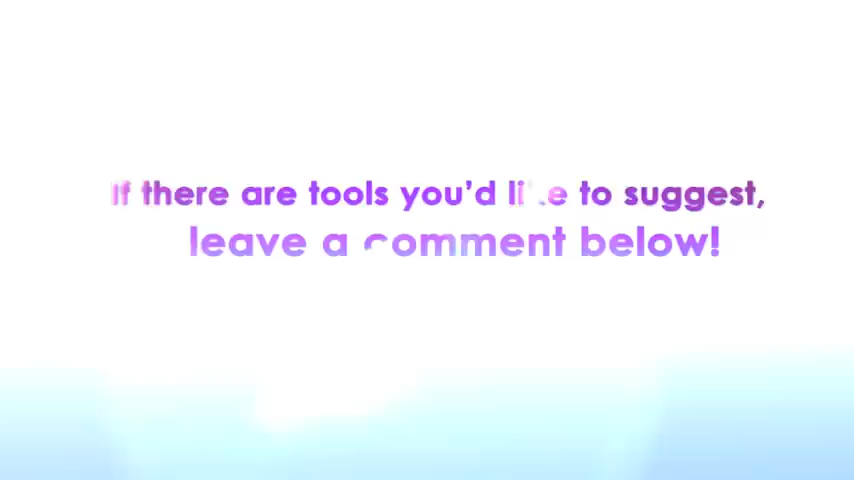 If there are tools you'd like to suggest,
leave a comment below!